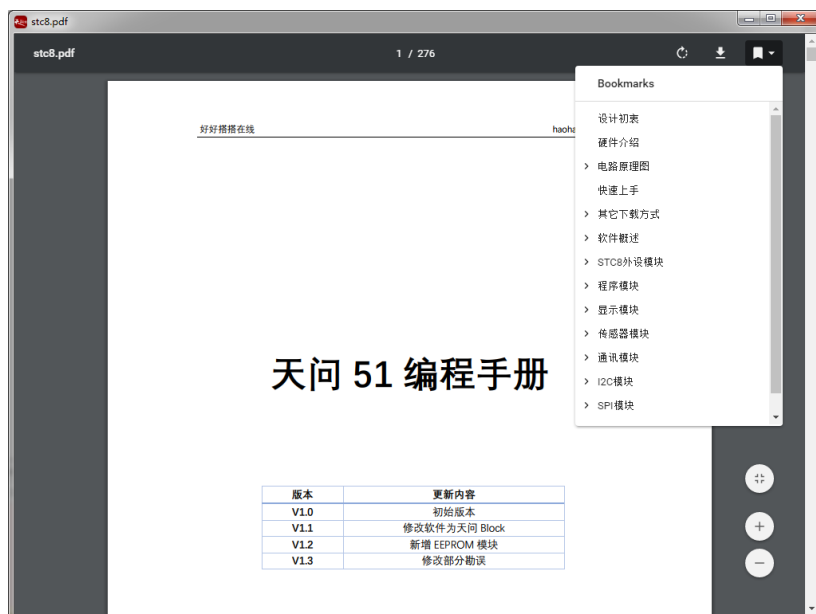 stc8.pdf
stc8.pdf
1 / 276
Bookmarks
设计初衷
硬件介绍
电路原理图
快速上手
其它下载方式
软件概述
STC8外设模块
程序模块
显示模块
传感器模块
通讯模块
I2C模块
SPI模块
好好搭搭在线
haoha
天问 51 编程手册
版本 更新内容
V1.0 初始版本
V1.1 修改软件为天问 Block
V1.2 新增 EEPROM 模块
V1.3 修改部分勘误